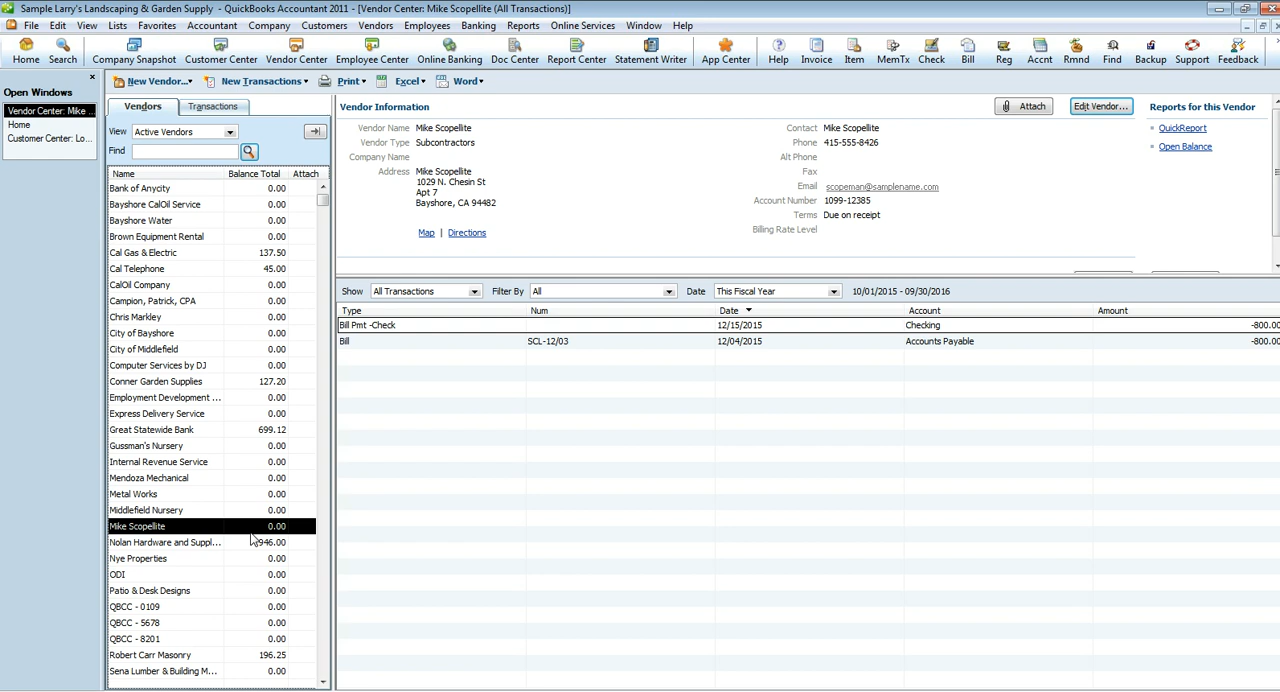 Sample Larry's Landscaping & Garden Supply - QuickBooks Accountant 2011 - [Vendor Center: Mike Scopellite (All Transactions)]
File Edit View Lists Favorites Accountant Company Customers Vendors Employees Banking Reports Online Services Window Help
Home Search Company Snapshot Customer Center Vendor Center Employee Center Online Banking Doc Center Report Center Statement Writer App Center Help Invoice Item MemTx Check Bill Reg Accnt Rmnd Find Backup Support Feedback
Open Windows
Vendor Center: Mike ...
Home
Customer Center: Lo...
New Vendor... New Transactions Print Excel Word
Vendors Transactions
View Active Vendors
Find
Name Balance Total Attach
Bank of Anycity 0.00
Bayshore CalOil Service 0.00
Bayshore Water 0.00
Brown Equipment Rental 0.00
Cal Gas & Electric 137.50
Cal Telephone 45.00
CalOil Company 0.00
Campion, Patrick, CPA 0.00
Chris Markley 0.00
City of Bayshore 0.00
City of Middlefield 0.00
Computer Services by DJ 0.00
Conner Garden Supplies 127.20
Employment Development ... 0.00
Express Delivery Service 0.00
Great Statewide Bank 699.12
Gussman's Nursery 0.00
Internal Revenue Service 0.00
Mendoza Mechanical 0.00
Metal Works 0.00
Middlefield Nursery 0.00
Mike Scopellite 0.00
Nolan Hardware and Suppl... 946.00
Nye Properties 0.00
ODI 0.00
Patio & Desk Designs 0.00
QBCC - 0109 0.00
QBCC - 5678 0.00
QBCC - 8201 0.00
Robert Carr Masonry 196.25
Sena Lumber & Building M... 0.00
Vendor Information
Attach Edit Vendor...
Vendor Name Mike Scopellite
Vendor Type Subcontractors
Company Name
Address Mike Scopellite
1029 N. Chesin St
Apt 7
Bayshore, CA 94482
Map | Directions
Contact Mike Scopellite
Phone 415-555-8426
Alt Phone
Fax
Email scopeman@samplename.com
Account Number 1099-12385
Terms Due on receipt
Billing Rate Level
Reports for this Vendor
QuickReport
Open Balance
Show All Transactions Filter By All Date This Fiscal Year 10/01/2015 - 09/30/2016
Type Num Date Account Amount
Bill Pmt -Check 12/15/2015 Checking -800.00
Bill SCL-12/03 12/04/2015 Accounts Payable -800.00